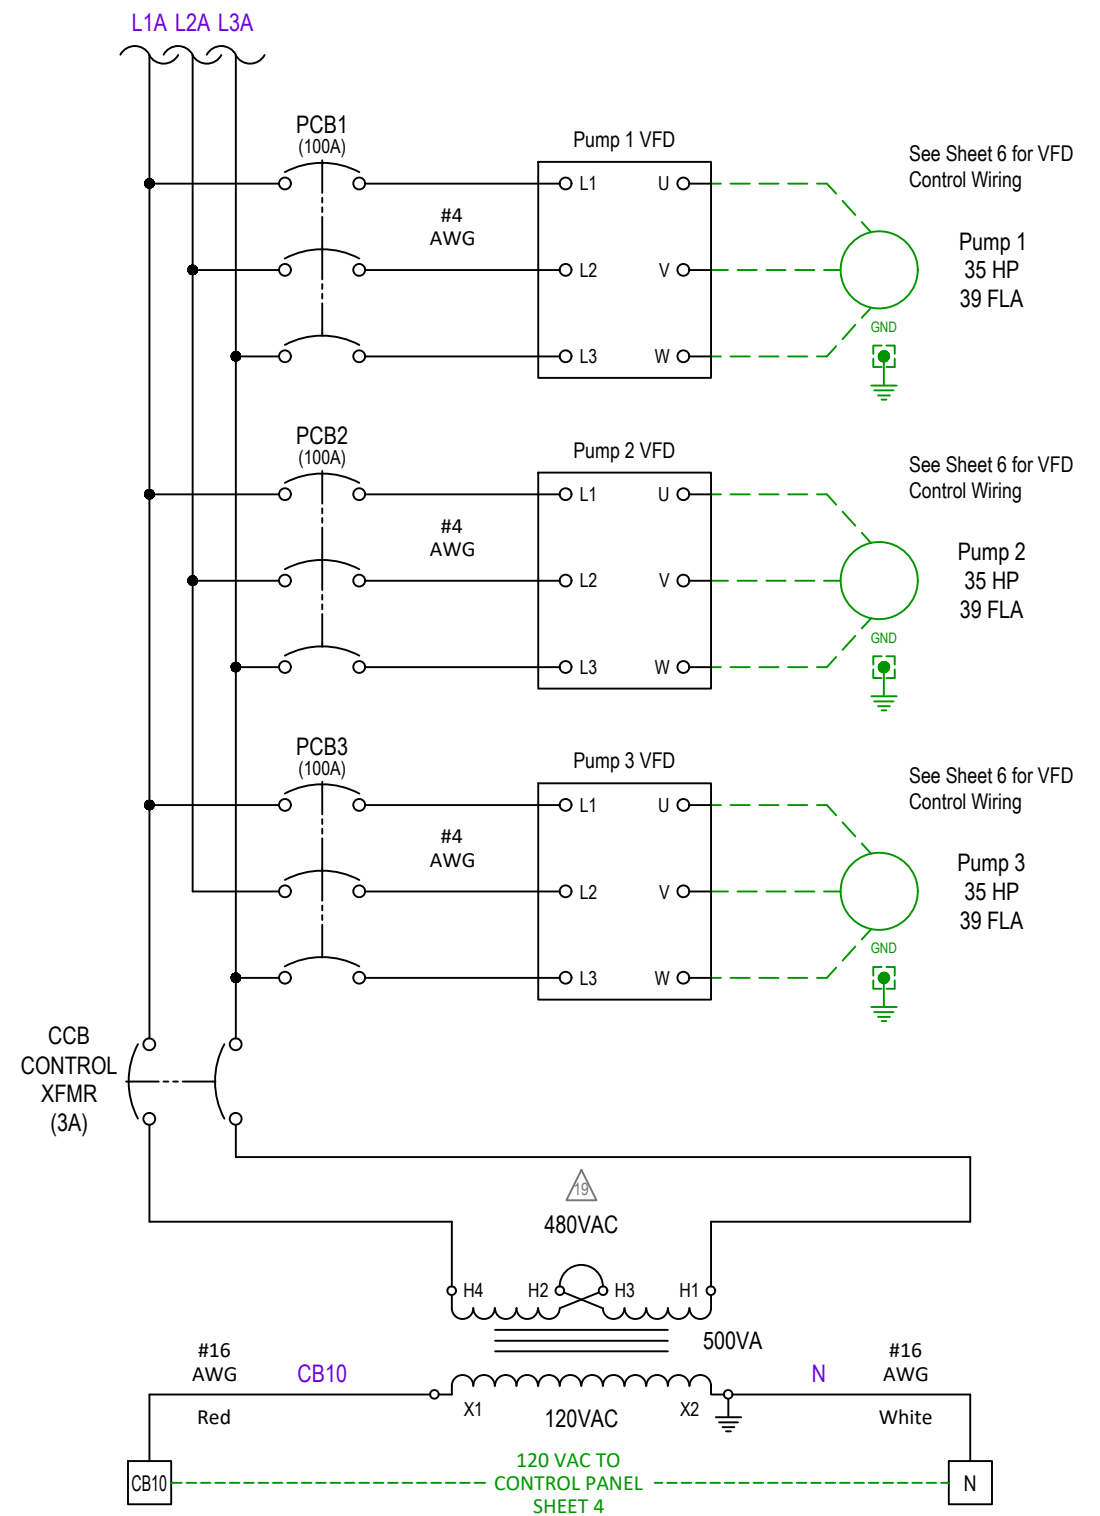 L1A L2A L3A
PCB1
(100A)
Pump 1 VFD
See Sheet 6 for VFD
Control Wiring
L1
U
#4
AWG
Pump 1
35 HP
39 FLA
L2
V
GND
L3
W
PCB2
(100A)
Pump 2 VFD
See Sheet 6 for VFD
Control Wiring
L1
U
#4
AWG
Pump 2
35 HP
39 FLA
L2
V
GND
L3
W
PCB3
(100A)
Pump 3 VFD
See Sheet 6 for VFD
Control Wiring
L1
U
#4
AWG
Pump 3
35 HP
39 FLA
L2
V
GND
L3
W
CCB
CONTROL
XFMR
(3A)
19
480VAC
H4 H2 H3 H1
500VA
#16
AWG
CB10
N
#16
AWG
Red
X1
120VAC
X2
White
CB10
120 VAC TO
CONTROL PANEL
SHEET 4
N